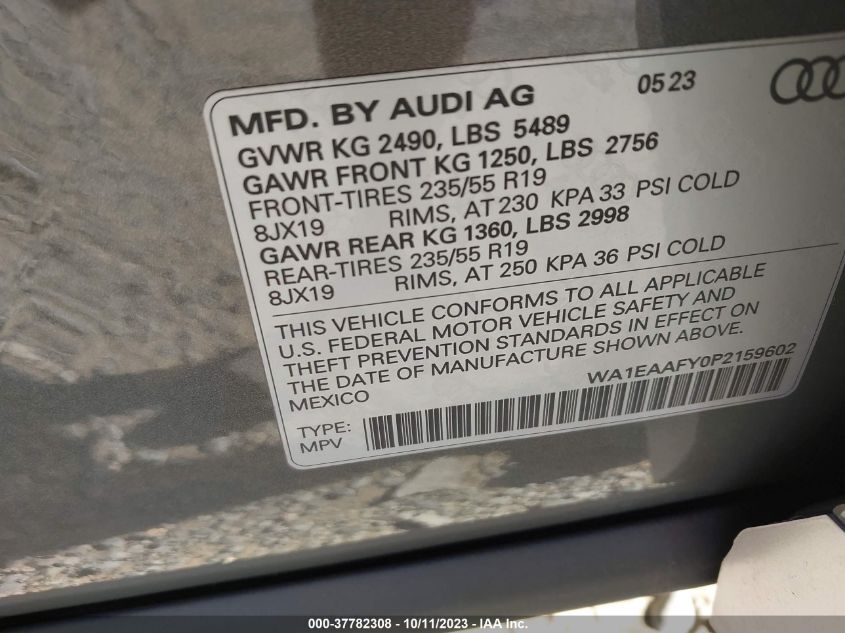 MFD. BY AUDI AG 05 23
GVWR KG 2490, LBS 5489
GAWR FRONT KG 1250, LBS 2756
FRONT-TIRES 235/55 R19
8JX19 RIMS, AT 230 KPA 33 PSI COLD
GAWR REAR KG 1360, LBS 2998
REAR-TIRES 235/55 R19
8JX19 RIMS, AT 250 KPA 36 PSI COLD
THIS VEHICLE CONFORMS TO ALL APPLICABLE
U.S. FEDERAL MOTOR VEHICLE SAFETY AND
THEFT PREVENTION STANDARDS IN EFFECT ON
THE DATE OF MANUFACTURE SHOWN ABOVE.
MEXICO WA1EAAFY0P2159602
TYPE:
MPV
000-37782308 - 10/11/2023 - IAA Inc.